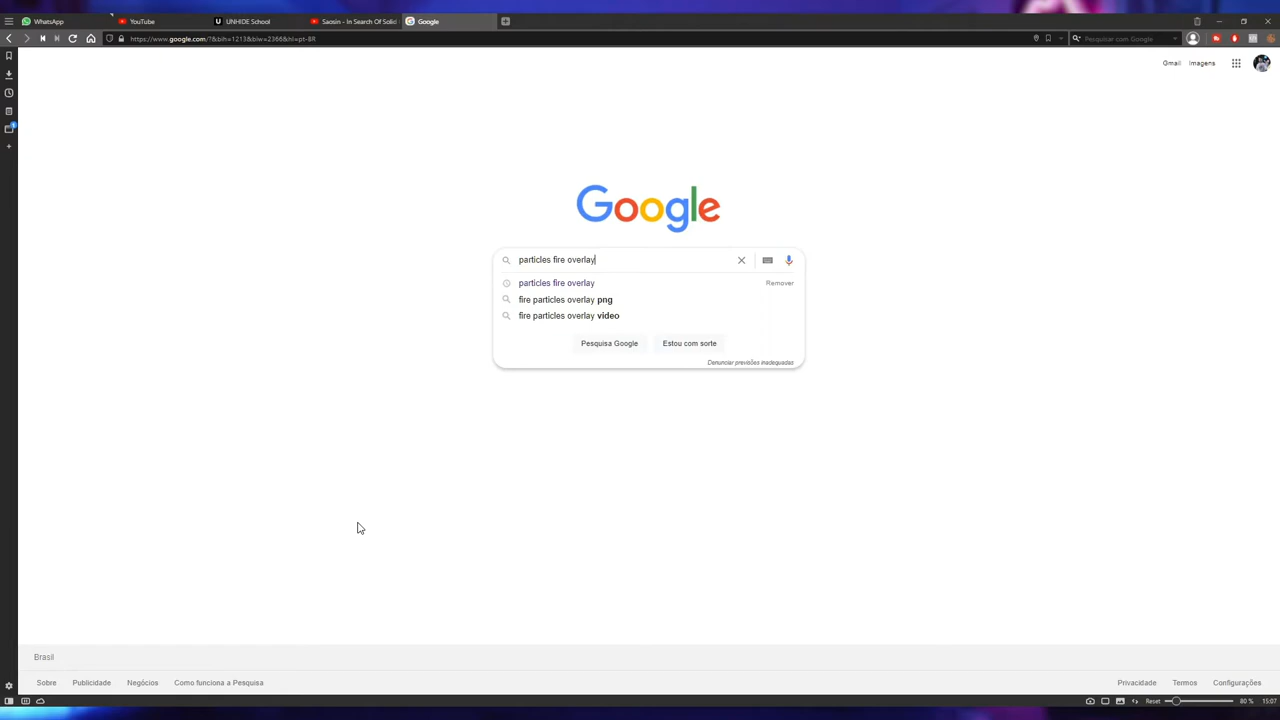 WhatsApp
YouTube
UNHIDE School
Saosin - In Search Of Solid
Google
https://www.google.com/?&bih=1213&biw=2366&hl=pt-BR
Pesquisar com Google
Gmail
Imagens
Google
particles fire overlay
particles fire overlay
Remover
fire particles overlay png
fire particles overlay video
Pesquisa Google
Estou com sorte
Denunciar previsões inadequadas
Brasil
Sobre
Publicidade
Negócios
Como funciona a Pesquisa
Privacidade
Termos
Configurações
Reset
80 %
15:07